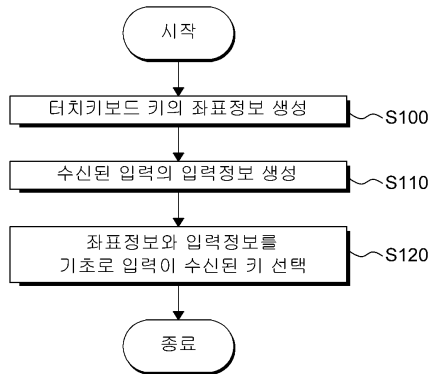 시작
터치키보드 키의 좌표정보 생성
S100
수신된 입력의 입력정보 생성
S110
좌표정보와 입력정보를
기초로 입력이 수신된 키 선택
S120
종료